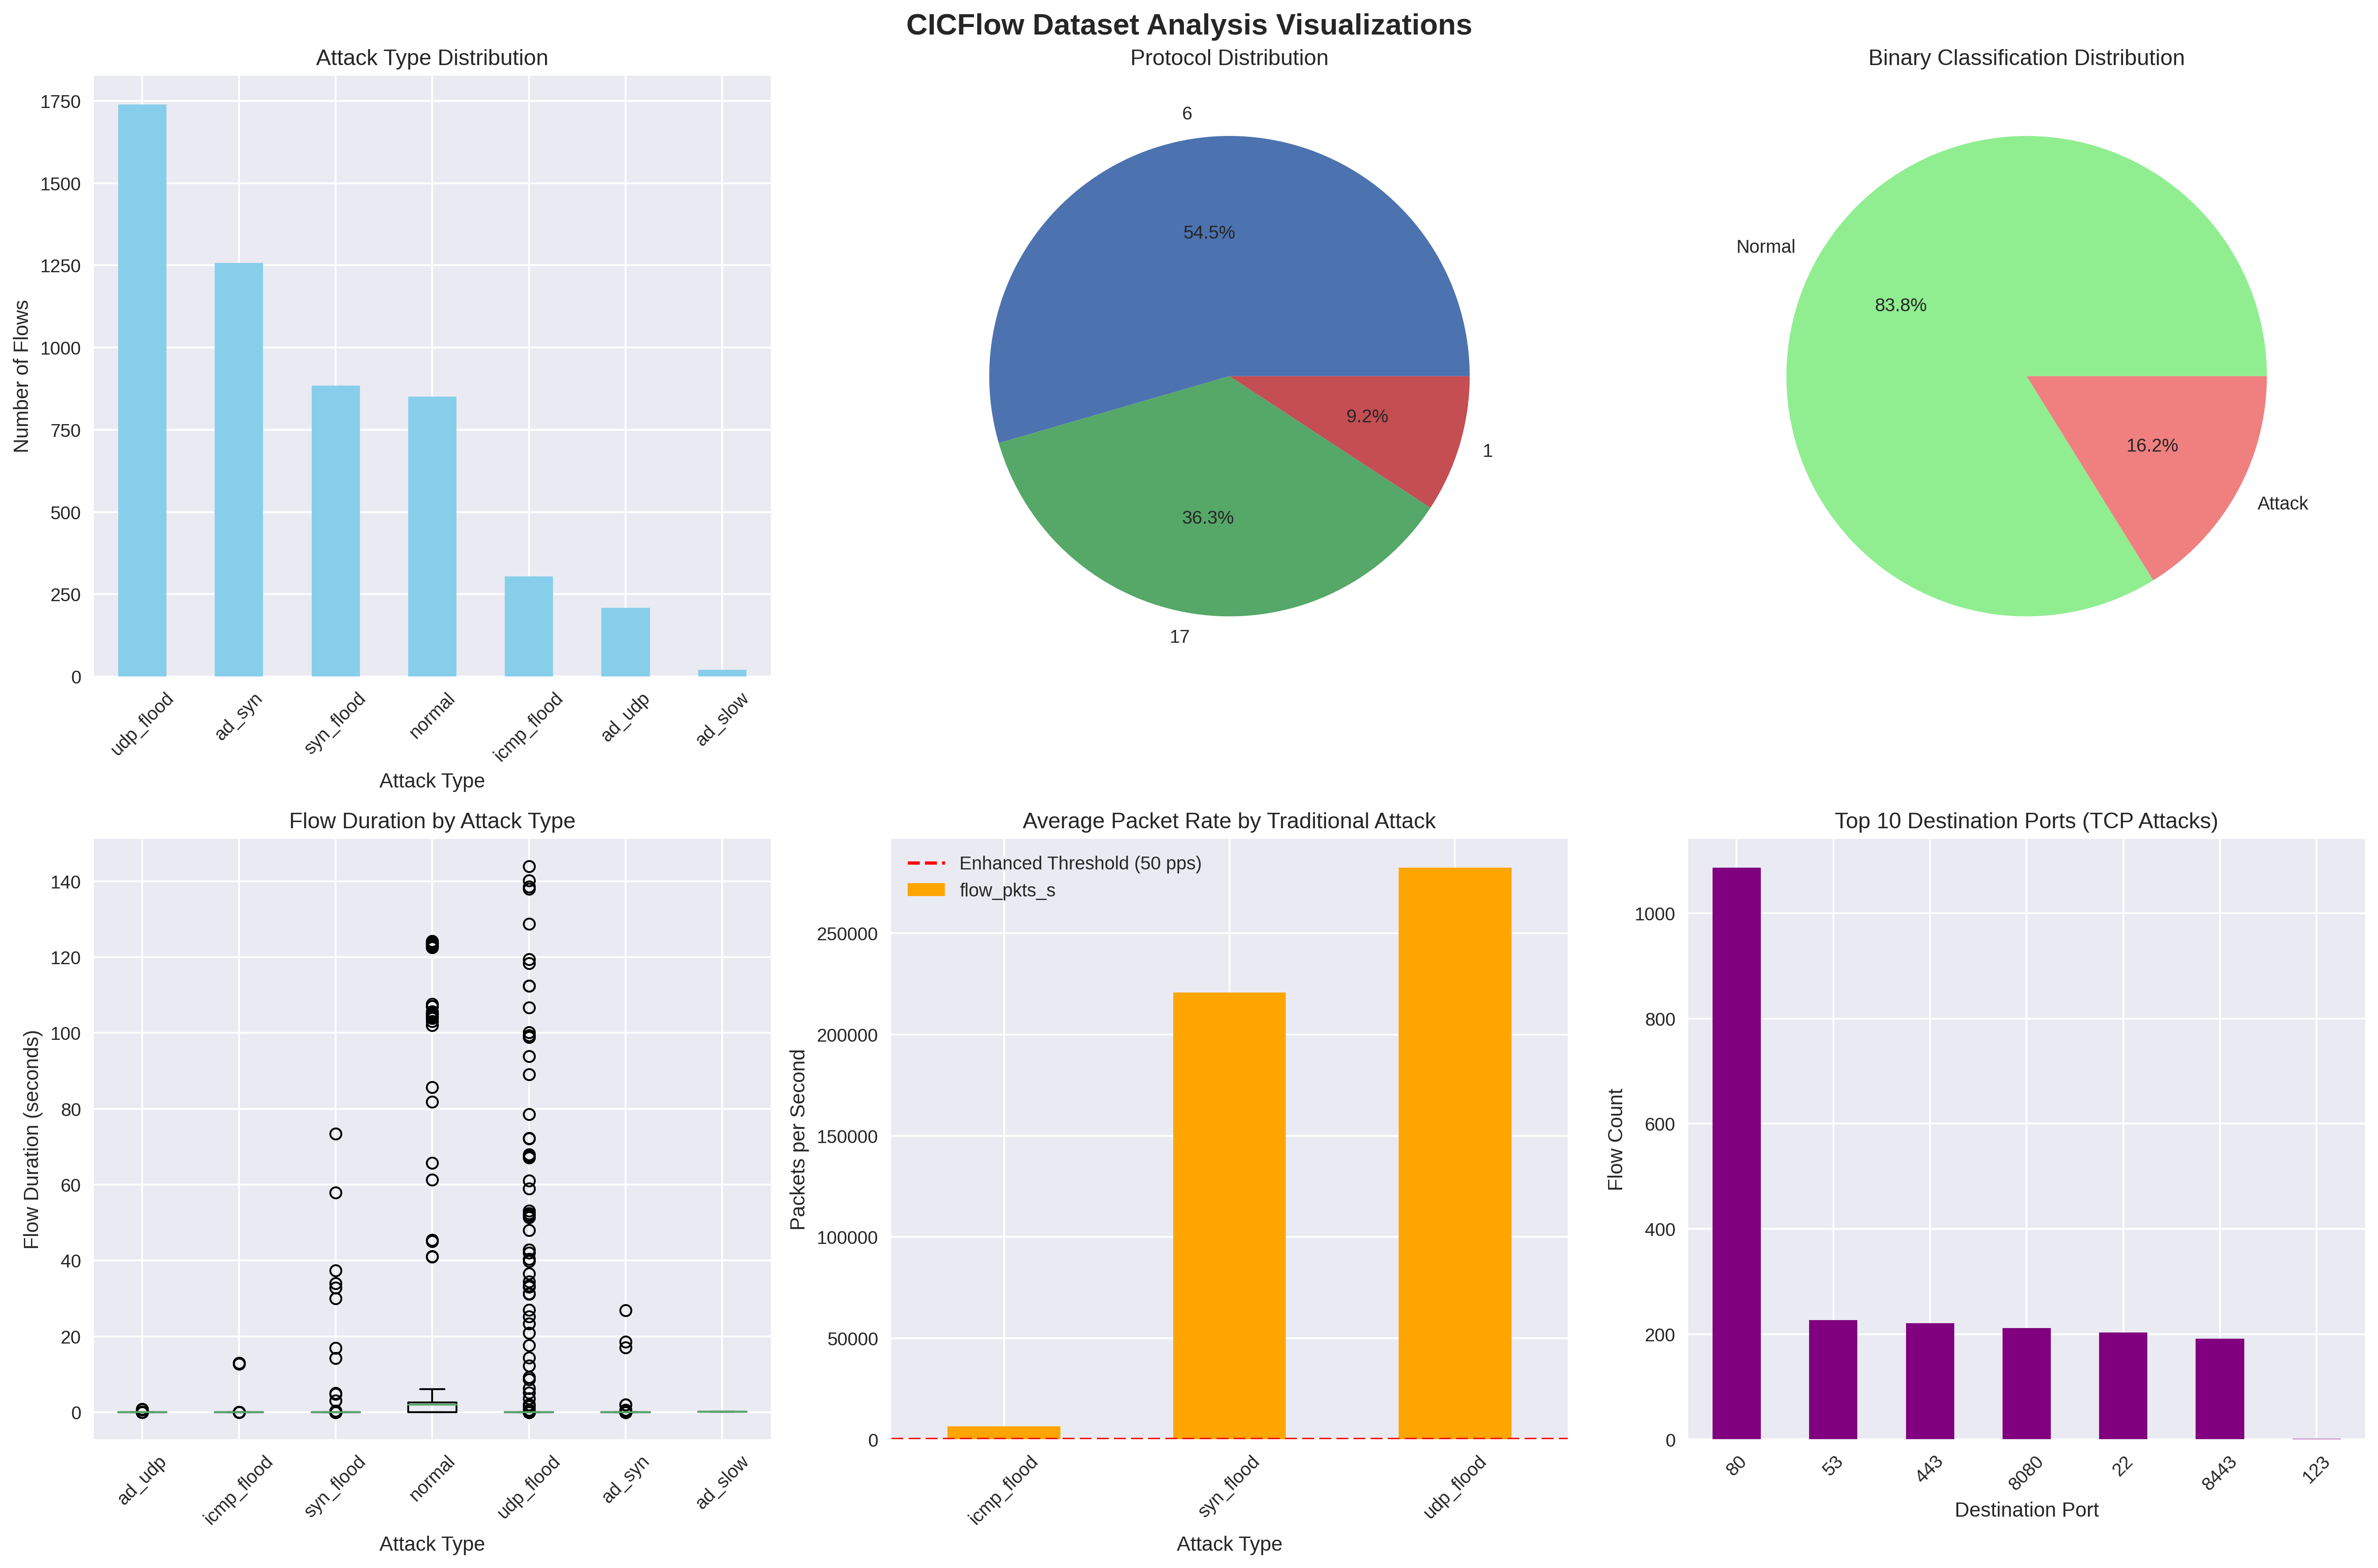 CICFlow Dataset Analysis Visualizations
Attack Type Distribution
Number of Flows
1750
1500
1250
1000
750
500
250
0
udp_flood
ad_syn
syn_flood
normal
icmp_flood
ad_udp
ad_slow
Attack Type
Protocol Distribution
6
54.5%
9.2%
1
36.3%
17
Binary Classification Distribution
Normal
83.8%
16.2%
Attack
Flow Duration by Attack Type
Flow Duration (seconds)
140
120
100
80
60
40
20
0
ad_udp
icmp_flood
syn_flood
normal
udp_flood
ad_syn
ad_slow
Attack Type
Average Packet Rate by Traditional Attack
Enhanced Threshold (50 pps)
flow_pkts_s
Packets per Second
250000
200000
150000
100000
50000
0
icmp_flood
syn_flood
udp_flood
Attack Type
Top 10 Destination Ports (TCP Attacks)
Flow Count
1000
800
600
400
200
0
80
53
443
8080
22
8443
123
Destination Port